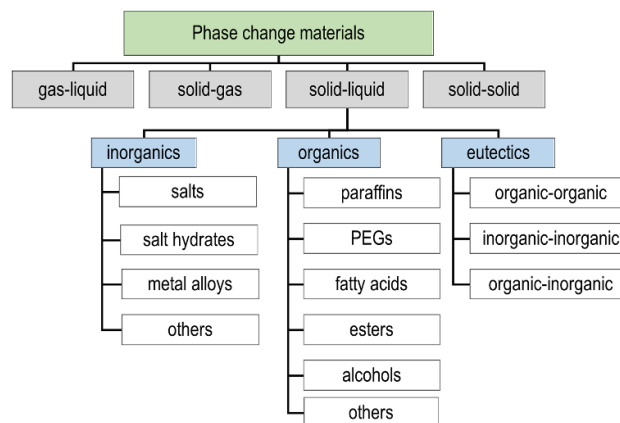 Phase change materials
gas-liquid
solid-gas
solid-liquid
solid-solid
inorganics
organics
eutectics
salts
salt hydrates
metal alloys
others
paraffins
PEGs
fatty acids
esters
alcohols
others
organic-organic
inorganic-inorganic
organic-inorganic